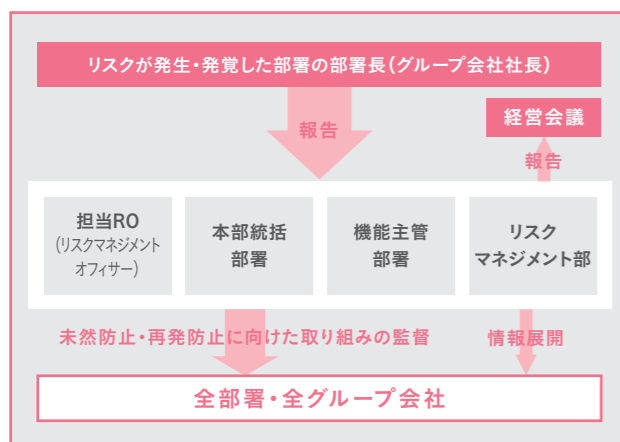 リスクが発生・発覚した部署の部署長（グループ会社社長）
報告
経営会議
報告
担当RO
（リスクマネジメント
オフィサー）
本部統括
部署
機能主管
部署
リスク
マネジメント部
未然防止・再発防止に向けた取り組みの監督
情報展開
全部署・全グループ会社